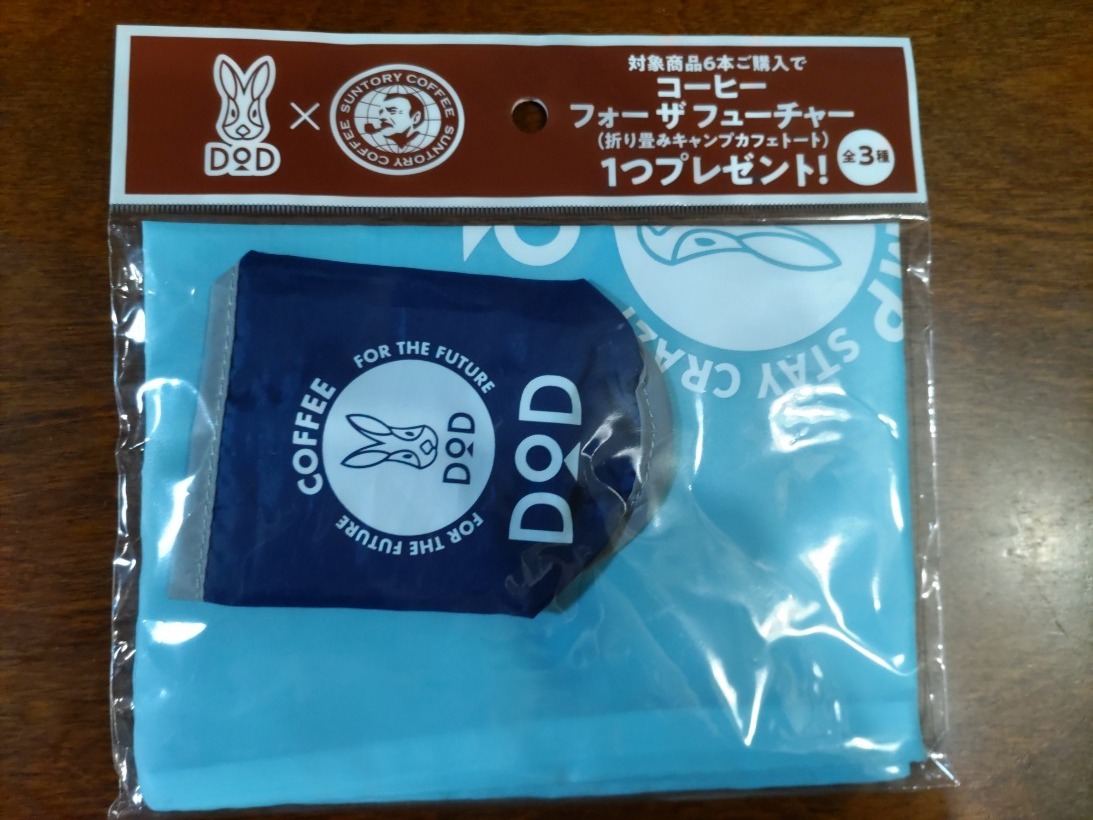 DOD
×
SUNTORY COFFEE SUNTORY COFFEE SUNTORY COFFEE
対象商品6本ご購入で
コーヒー
フォー ザ フューチャー
(折り畳みキャンプカフェトート)
1つプレゼント!
全3種
COFFEE
FOR THE FUTURE
FOR THE FUTURE
DOD
DOD
STAY CRAZY